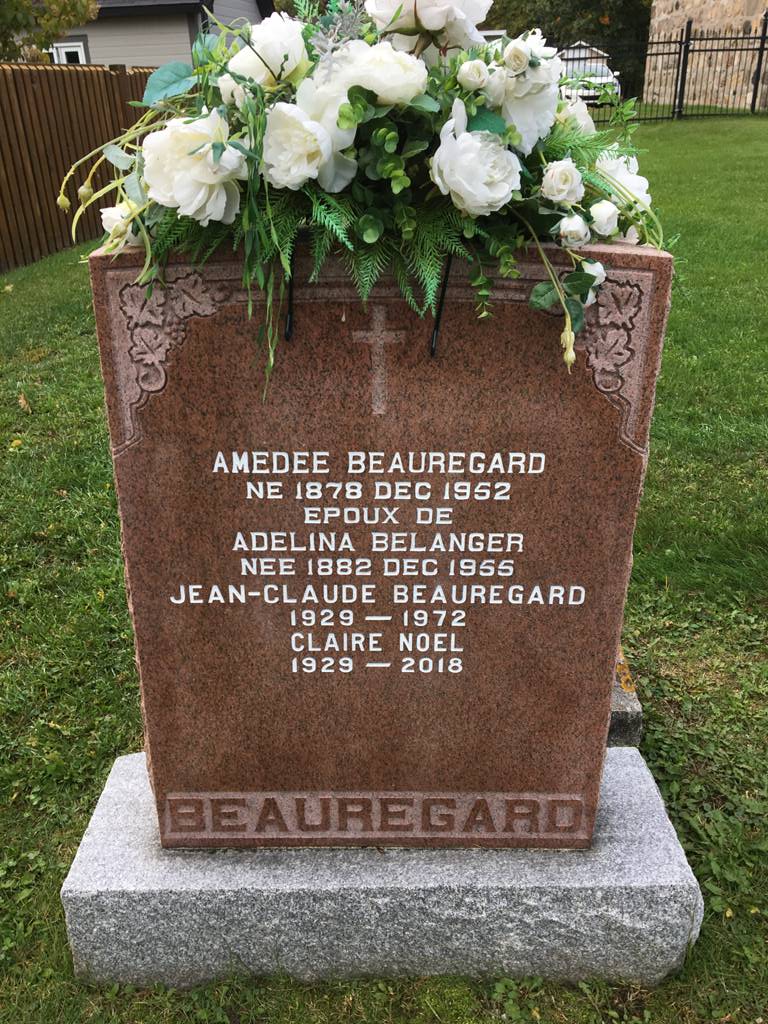 AMEDEE BEAUREGARD
NE 1878 DEC 1952
EPOUX DE
ADELINA BELANGER
NEE 1882 DEC 1955
JEAN-CLAUDE BEAUREGARD
1929 — 1972
CLAIRE NOEL
1929 — 2018
BEAUREGARD